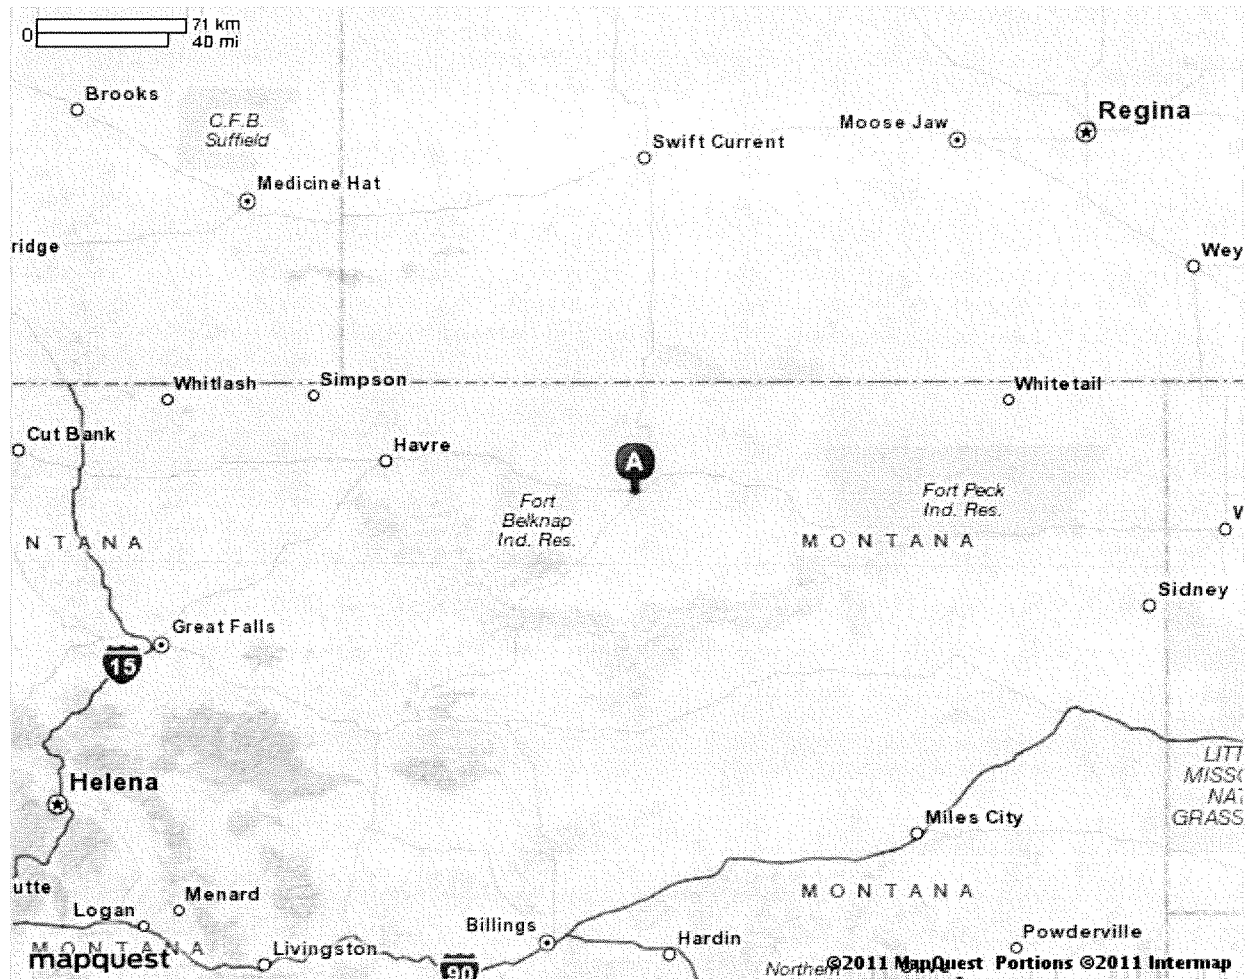 0
71 km
40 mi
Brooks
C.F.B.
Suffield
Regina
Moose Jaw
Swift Current
Medicine Hat
ridge
Wey
Whitlash
Simpson
Whitetail
Cut Bank
Havre
A
Fort
Belknap
Ind. Res.
Fort Peck
Ind. Res.
NTANA
MONTANA
Sidney
Great Falls
15
LITT
MISSO
NAT
GRASS
Helena
Miles City
utte
Menard
MONTANA
Logan
Billings
Hardin
Powderville
MONTANA
Livingston
mapquest
90
Northern
©2011 MapQuest Portions ©2011 Intermap